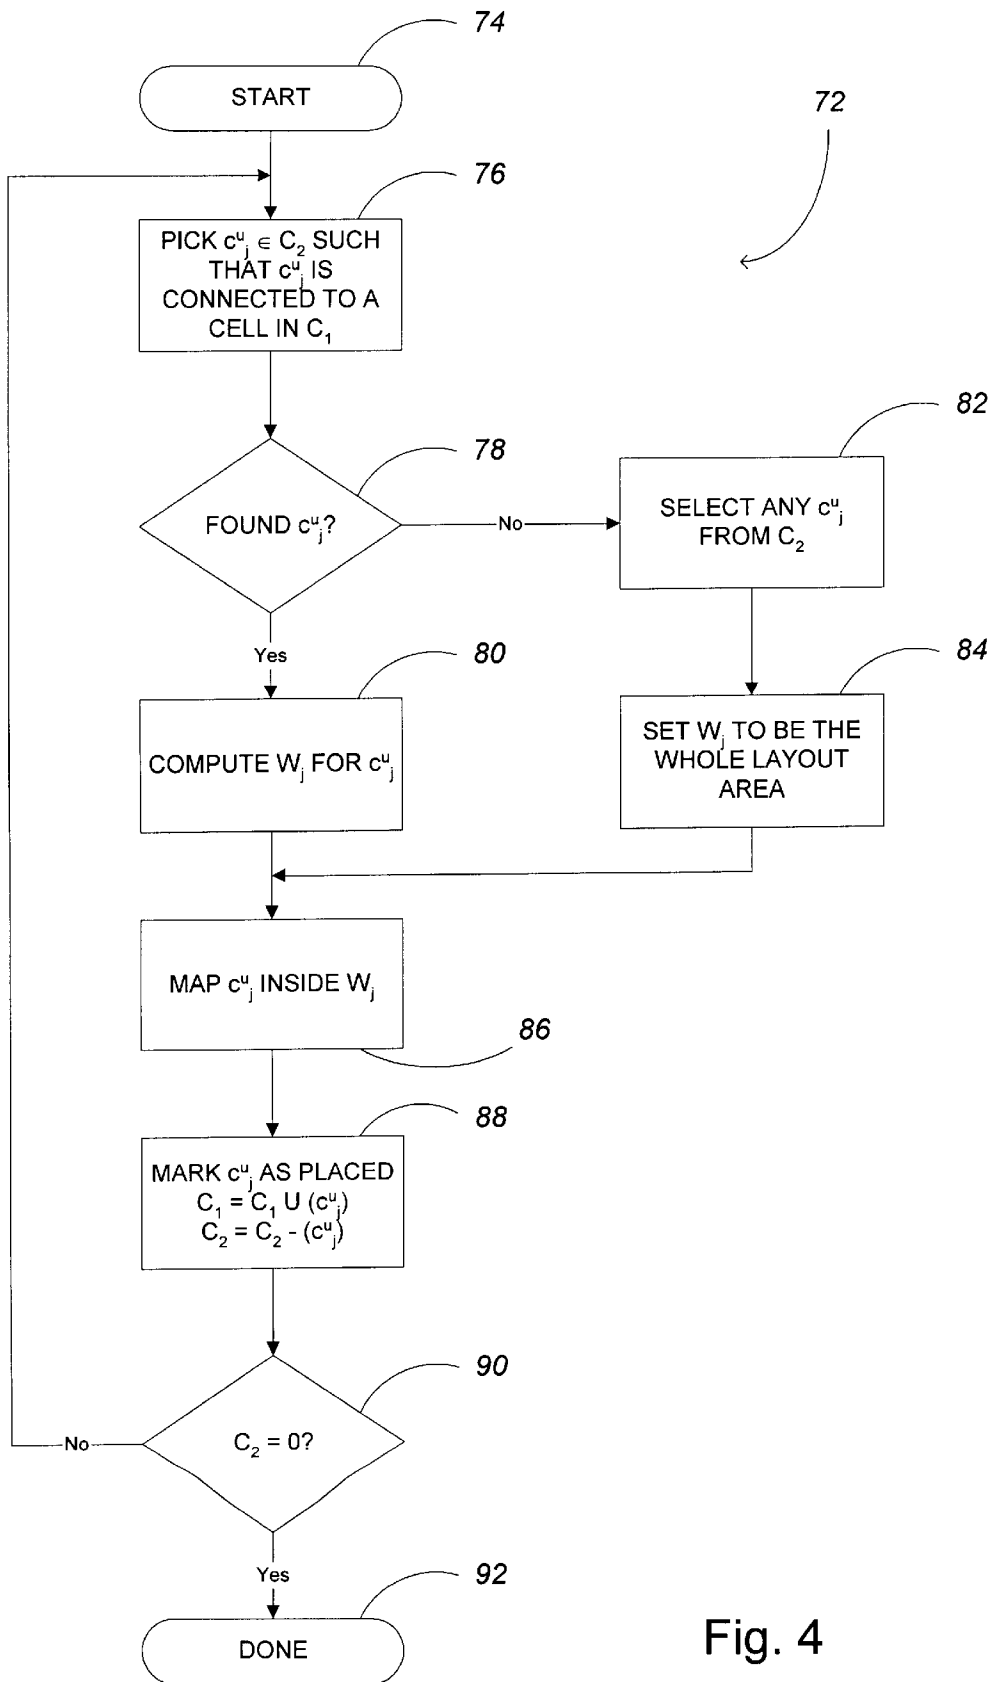 74
START
72
76
PICK c^u_j ∈ C_2 SUCH
THAT c^u_j IS
CONNECTED TO A
CELL IN C_1
82
78
FOUND c^u_j?
No
SELECT ANY c^u_j
FROM C_2
Yes
80
84
COMPUTE W_j FOR c^u_j
SET W_j TO BE THE
WHOLE LAYOUT
AREA
MAP c^u_j INSIDE W_j
86
88
MARK c^u_j AS PLACED
C_1 = C_1 U (c^u_j)
C_2 = C_2 - (c^u_j)
90
C_2 = 0?
No
Yes
92
DONE
Fig. 4